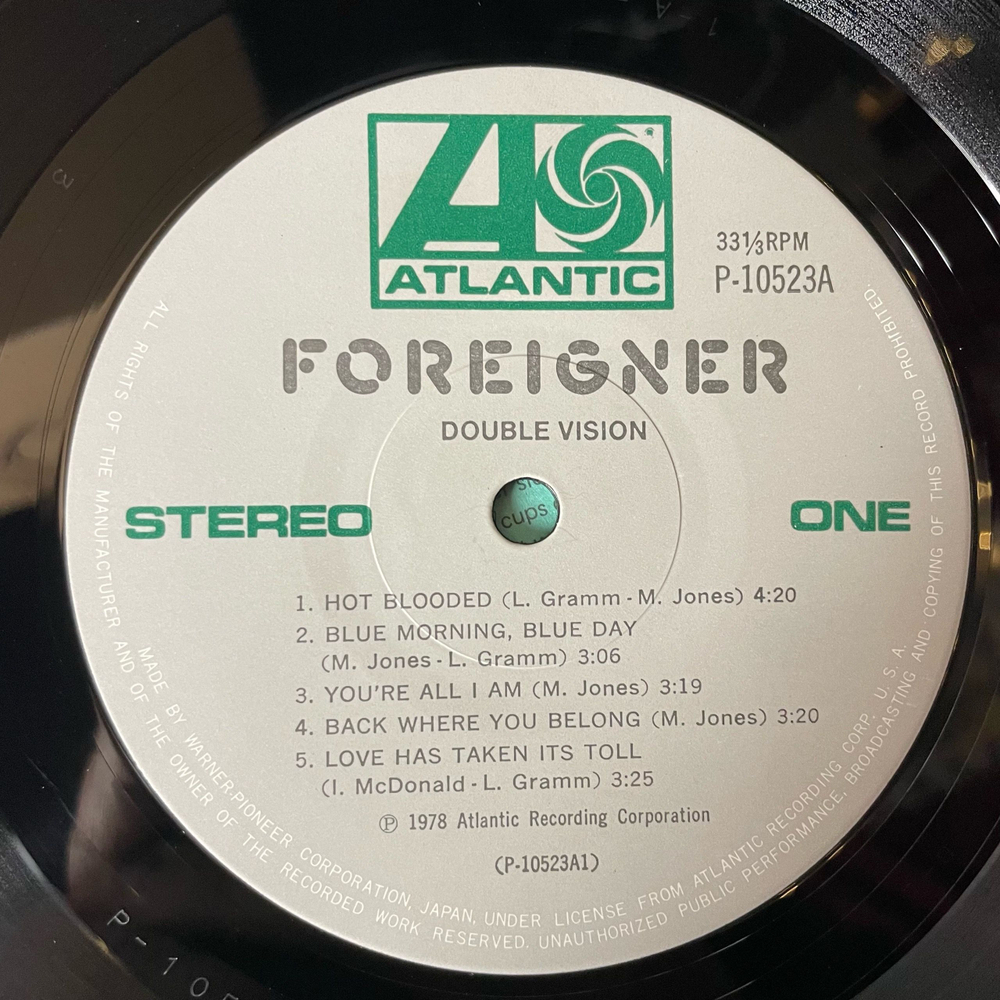 ATLANTIC
33⅓RPM
P-10523A
FOREIGNER
DOUBLE VISION
STEREO
ONE
cups
1. HOT BLOODED (L. Gramm - M. Jones) 4:20
2. BLUE MORNING, BLUE DAY
(M. Jones - L. Gramm) 3:06
3. YOU'RE ALL I AM (M. Jones) 3:19
4. BACK WHERE YOU BELONG (M. Jones) 3:20
5. LOVE HAS TAKEN ITS TOLL
(I. McDonald - L. Gramm) 3:25
Ⓟ 1978 Atlantic Recording Corporation
(P-10523A1)
MADE BY WARNER-PIONEER CORPORATION, JAPAN, UNDER LICENSE FROM ATLANTIC RECORDING CORP. U. S. A.
ALL RIGHTS OF THE MANUFACTURER AND OF THE OWNER OF THE RECORDED WORK RESERVED. UNAUTHORIZED PUBLIC PERFORMANCE, BROADCASTING AND COPYING OF THIS RECORD PROHIBITED.
3
P-10